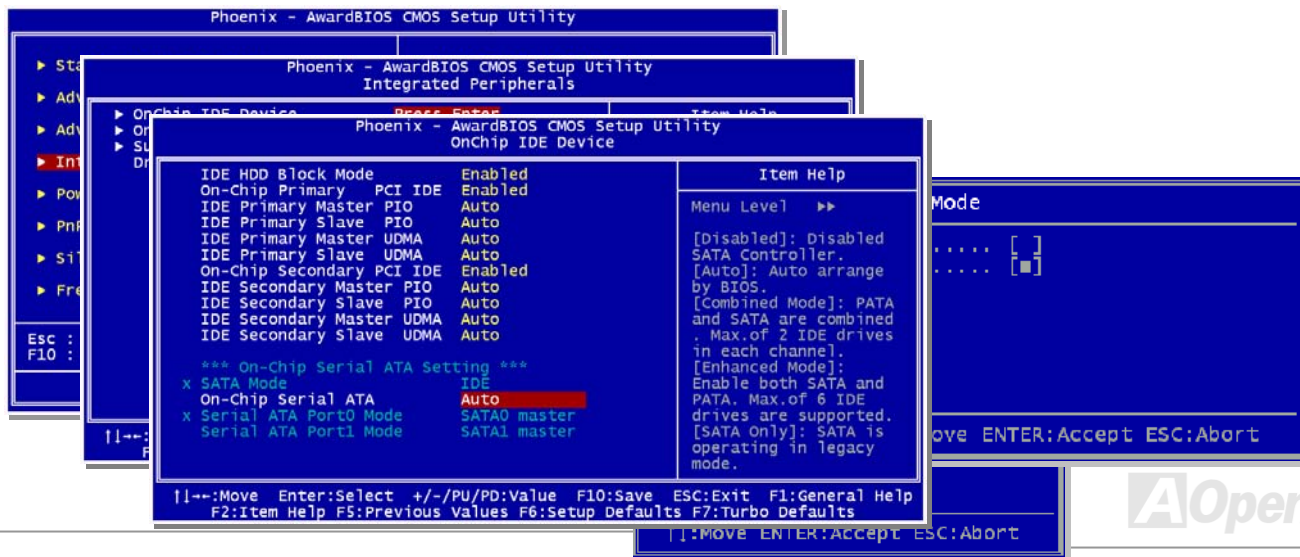 Phoenix - AwardBIOS CMOS Setup Utility
Phoenix - AwardBIOS CMOS Setup Utility
Integrated Peripherals
OnChip IDE Device Press Enter Item Help
Phoenix - AwardBIOS CMOS Setup Utility
OnChip IDE Device
IDE HDD Block Mode Enabled
On-Chip Primary PCI IDE Enabled
IDE Primary Master PIO Auto
IDE Primary Slave PIO Auto
IDE Primary Master UDMA Auto
IDE Primary Slave UDMA Auto
On-Chip Secondary PCI IDE Enabled
IDE Secondary Master PIO Auto
IDE Secondary Slave PIO Auto
IDE Secondary Master UDMA Auto
IDE Secondary Slave UDMA Auto
*** On-Chip Serial ATA Setting ***
x SATA Mode IDE
On-Chip Serial ATA Auto
x Serial ATA Port0 Mode SATA0 master
Serial ATA Port1 Mode SATA1 master
Item Help
Menu Level ►►
[Disabled]: Disabled
SATA Controller.
[Auto]: Auto arrange
by BIOS.
[Combined Mode]: PATA
and SATA are combined
. Max.of 2 IDE drives
in each channel.
[Enhanced Mode]:
Enable both SATA and
PATA. Max.of 6 IDE
drives are supported.
[SATA Only]: SATA is
operating in legacy
mode.
↑↓→←:Move Enter:Select +/-/PU/PD:Value F10:Save ESC:Exit F1:General Help
F2:Item Help F5:Previous Values F6:Setup Defaults F7:Turbo Defaults
Esc :
F10 :
Mode
..... [ ]
..... [■]
ove ENTER:Accept ESC:Abort
↑↓:Move ENTER:Accept ESC:Abort
AOper